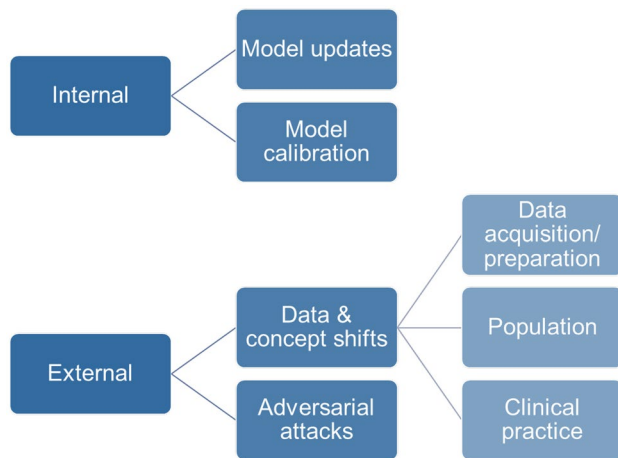 Internal
Model updates
Model
calibration
External
Data &
concept shifts
Adversarial
attacks
Data
acquisition/
preparation
Population
Clinical
practice